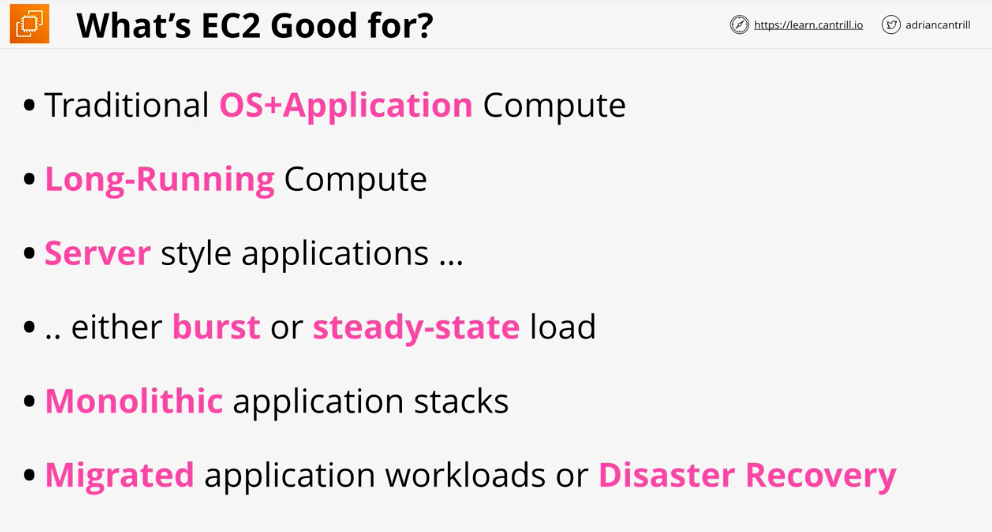 What's EC2 Good for?
https://learn.cantrill.io
adriancantrill
• Traditional OS+Application Compute
• Long-Running Compute
• Server style applications ...
• .. either burst or steady-state load
• Monolithic application stacks
• Migrated application workloads or Disaster Recovery